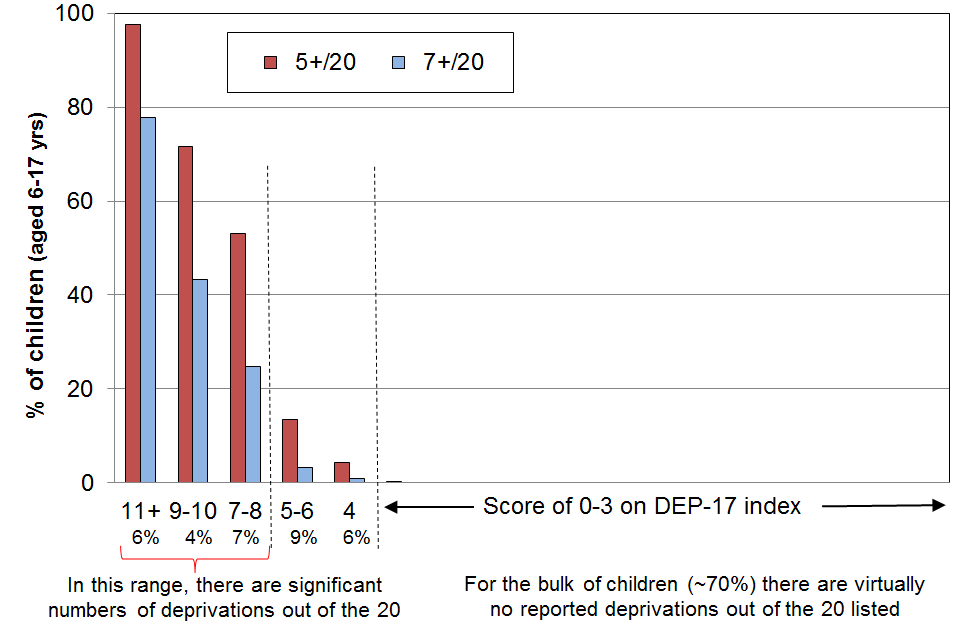 % of children (aged 6-17 yrs)
100
80
60
40
20
0
5+/20 7+/20
11+ 9-10 7-8 5-6 4 Score of 0-3 on DEP-17 index
6% 4% 7% 9% 6%
In this range, there are significant
numbers of deprivations out of the 20
For the bulk of children (~70%) there are virtually
no reported deprivations out of the 20 listed